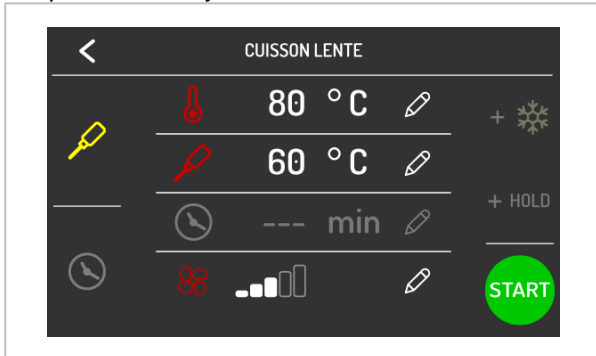 CUISSON LENTE
80 °C
60 °C
--- min
+ HOLD
START